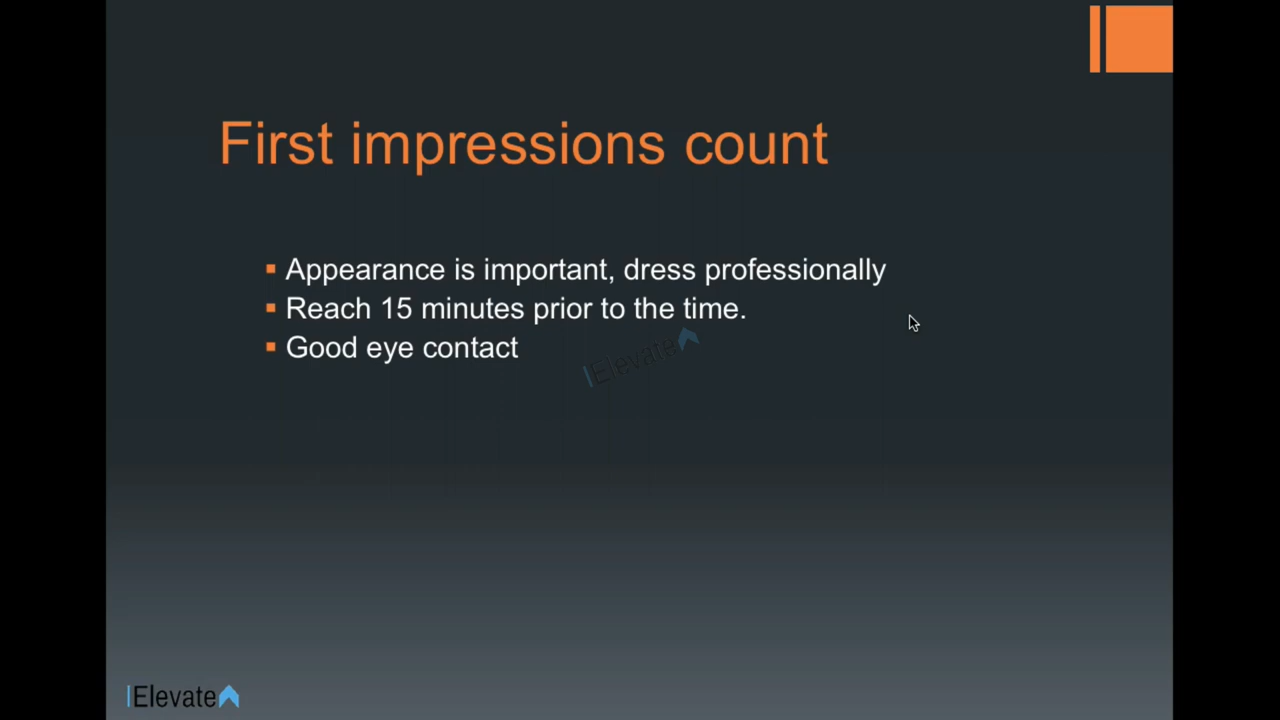 First impressions count
Appearance is important, dress professionally
Reach 15 minutes prior to the time.
Good eye contact
Elevate
Elevate